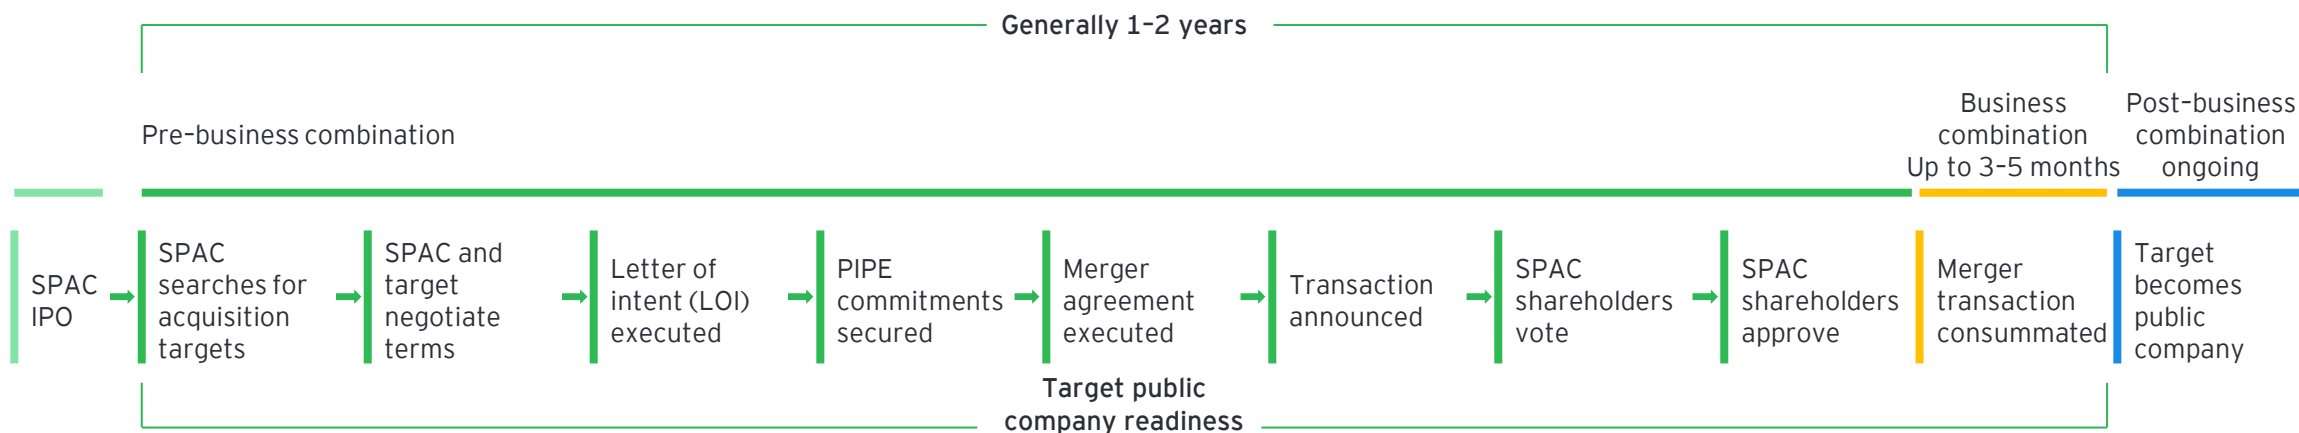 Generally 1–2 years
Pre-business combination
Business
combination
Up to 3–5 months
Post-business
combination
ongoing
SPAC
IPO
SPAC
searches for
acquisition
targets
SPAC and
target
negotiate
terms
Letter of
intent (LOI)
executed
PIPE
commitments
secured
Merger
agreement
executed
Transaction
announced
SPAC
shareholders
vote
SPAC
shareholders
approve
Merger
transaction
consummated
Target
becomes
public
company
Target public
company readiness